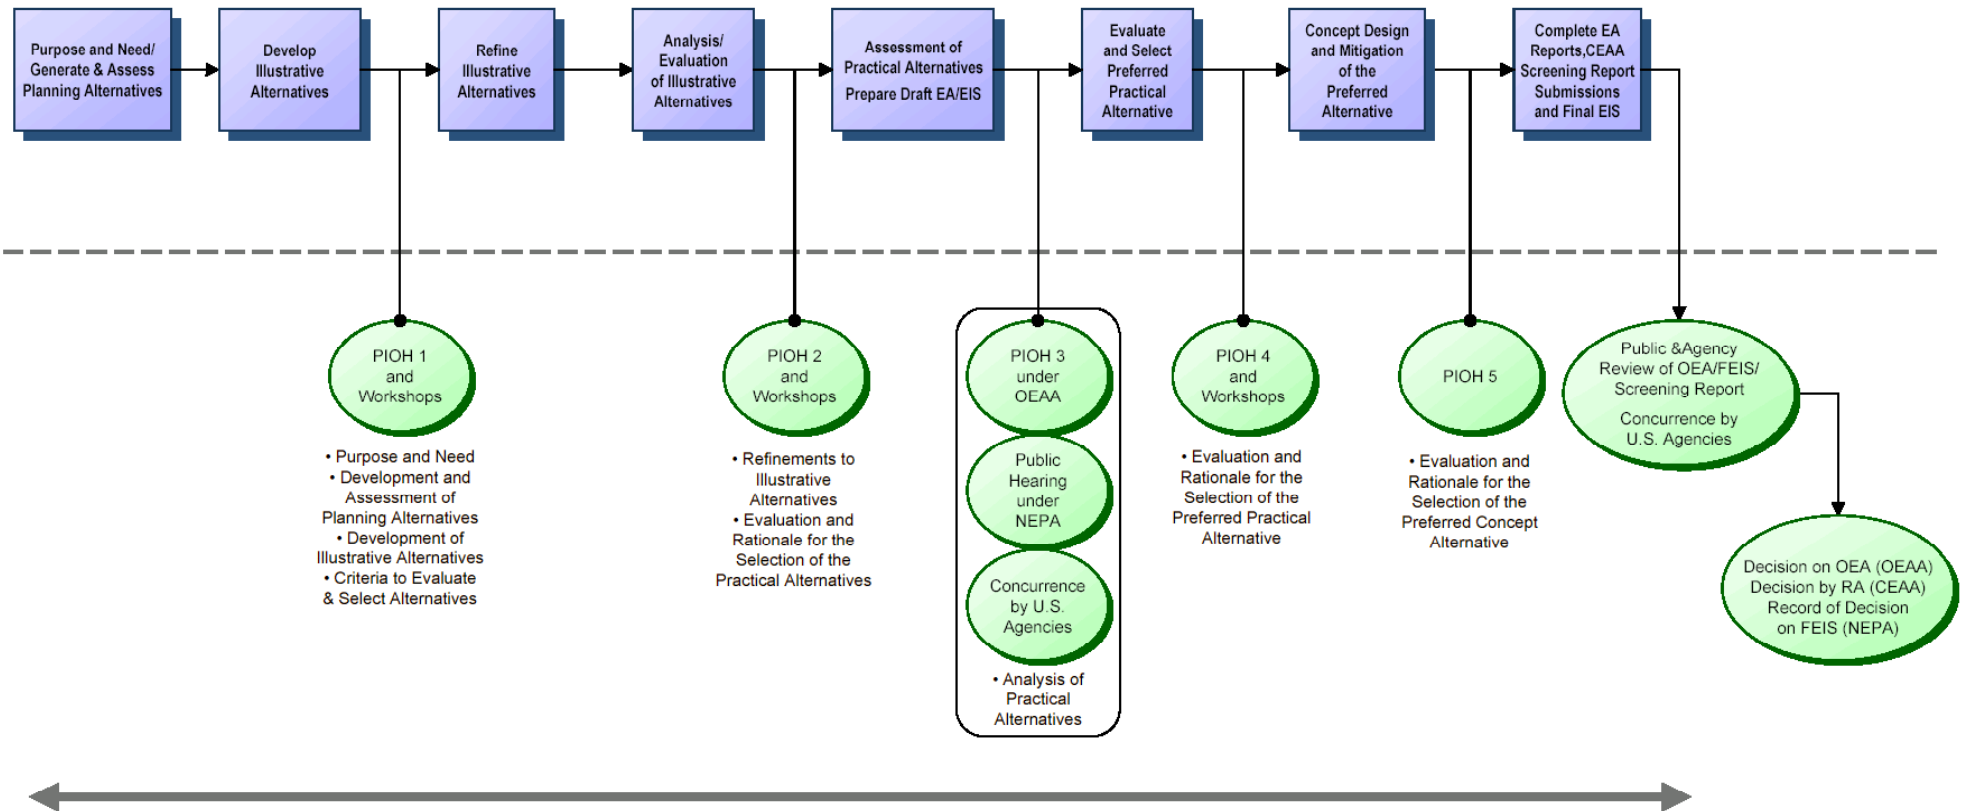 Purpose and Need/
Generate & Assess
Planning Alternatives
Develop
Illustrative
Alternatives
Refine
Illustrative
Alternatives
Analysis/
Evaluation
of Illustrative
Alternatives
Assessment of
Practical Alternatives
Prepare Draft EA/EIS
Evaluate
and Select
Preferred
Practical
Alternative
Concept Design
and Mitigation
of the
Preferred
Alternative
Complete EA
Reports,CEAA
Screening Report
Submissions
and Final EIS
PIOH 1
and
Workshops
• Purpose and Need
• Development and
Assessment of
Planning Alternatives
• Development of
Illustrative Alternatives
• Criteria to Evaluate
& Select Alternatives
PIOH 2
and
Workshops
• Refinements to
Illustrative
Alternatives
• Evaluation and
Rationale for the
Selection of the
Practical Alternatives
PIOH 3
under
OEAA
Public
Hearing
under
NEPA
Concurrence
by U.S.
Agencies
• Analysis of
Practical
Alternatives
PIOH 4
and
Workshops
• Evaluation and
Rationale for the
Selection of the
Preferred Practical
Alternative
PIOH 5
• Evaluation and
Rationale for the
Selection of the
Preferred Concept
Alternative
Public &Agency
Review of OEA/FEIS/
Screening Report
Concurrence by
U.S. Agencies
Decision on OEA (OEAA)
Decision by RA (CEAA)
Record of Decision
on FEIS (NEPA)